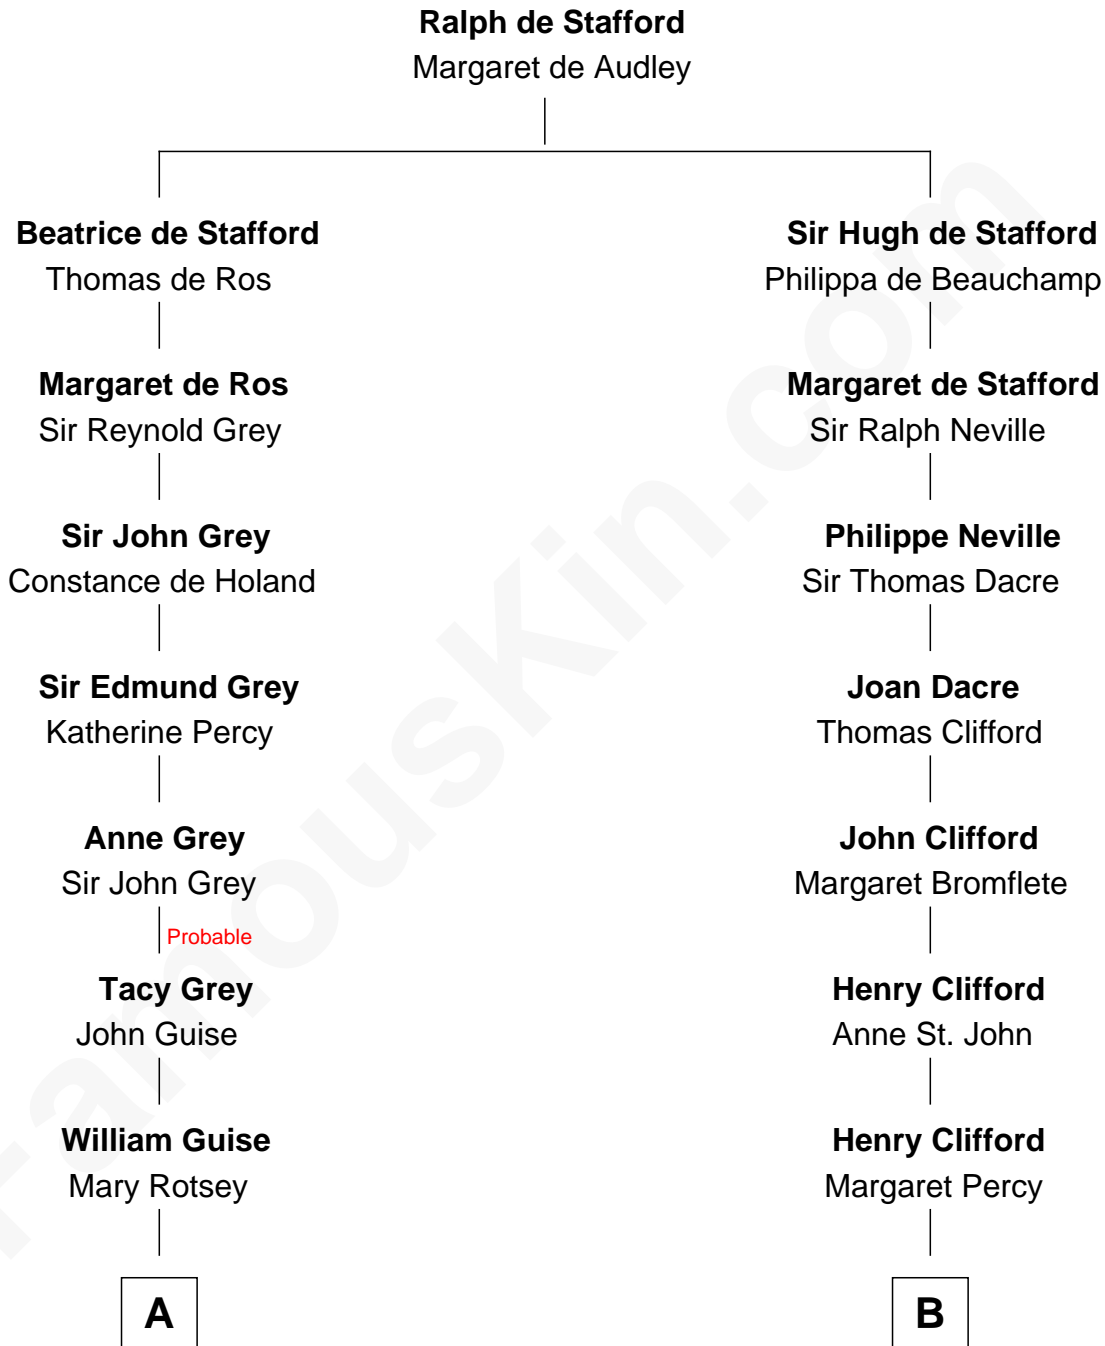 Ralph de Stafford
Margaret de Audley
Beatrice de Stafford
Thomas de Ros
Sir Hugh de Stafford
Philippa de Beauchamp
Margaret de Ros
Sir Reynold Grey
Margaret de Stafford
Sir Ralph Neville
Sir John Grey
Constance de Holand
Philippe Neville
Sir Thomas Dacre
Sir Edmund Grey
Katherine Percy
Joan Dacre
Thomas Clifford
Anne Grey
Sir John Grey
Probable
John Clifford
Margaret Bromflete
Tacy Grey
John Guise
Henry Clifford
Anne St. John
William Guise
Mary Rotsey
Henry Clifford
Margaret Percy
A
B
FamousKin.com